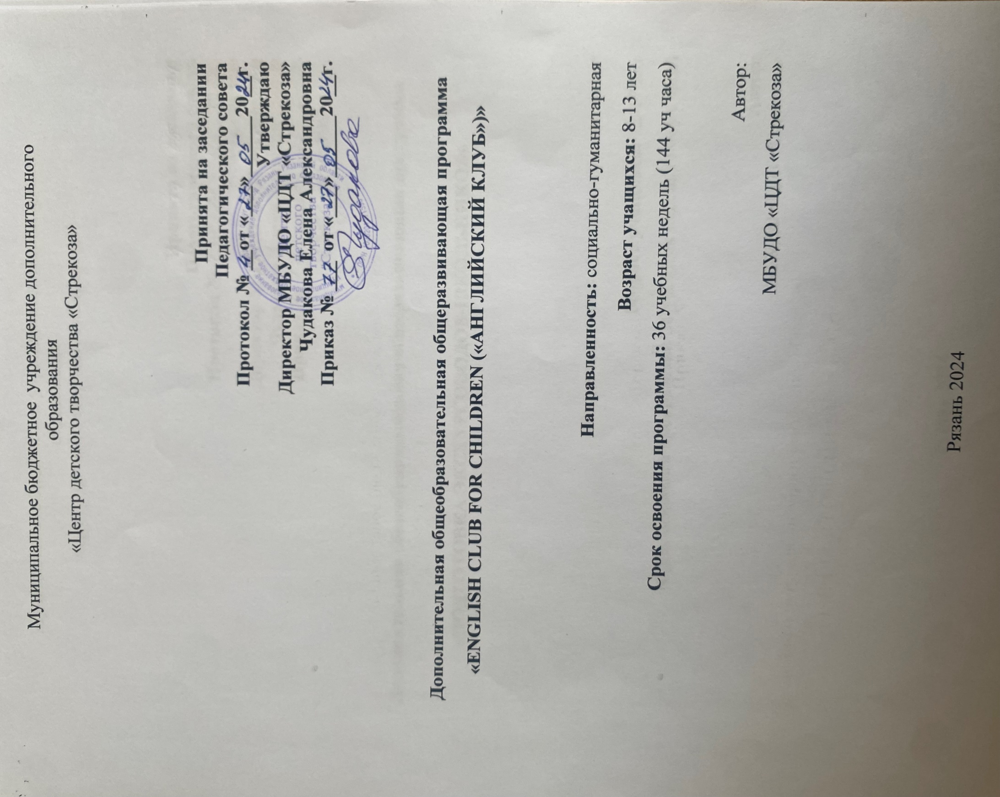 Муниципальное бюджетное учреждение дополнительного
образования
«Центр детского творчества «Стрекоза»
Принята на заседании
Педагогического совета
Протокол № 4 от « 27» 05 2024г.
Утверждаю
Директор МБУДО «ЦДТ «Стрекоза»
Чудакова Елена Александровна
Приказ № 77 от « 27» 05 2024г.
Чудакова
Дополнительная общеобразовательная общеразвивающая программа
«ENGLISH CLUB FOR CHILDREN («АНГЛИЙСКИЙ КЛУБ»)»
Направленность: социально-гуманитарная
Возраст учащихся: 8-13 лет
Срок освоения программы: 36 учебных недель (144 уч часа)
Автор:
МБУДО «ЦДТ «Стрекоза»
Рязань 2024